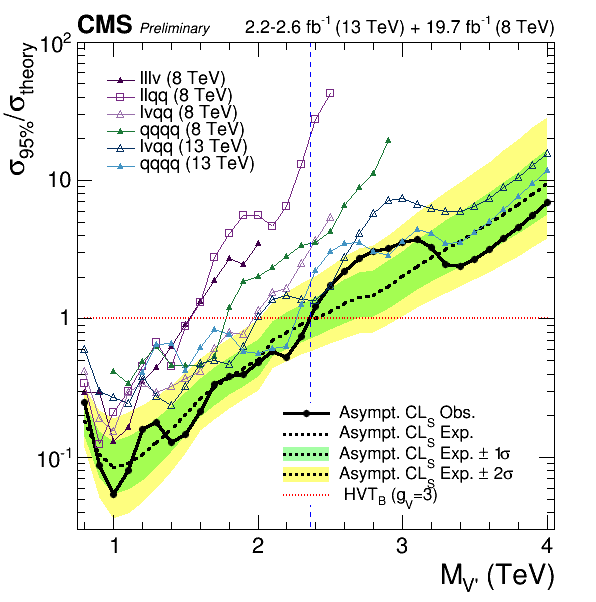 CMS Preliminary 2.2-2.6 fb⁻¹ (13 TeV) + 19.7 fb⁻¹ (8 TeV)
10²
10
1
10⁻¹
σ95%/σtheory
lllν (8 TeV)
llqq (8 TeV)
lνqq (8 TeV)
qqqq (8 TeV)
lνqq (13 TeV)
qqqq (13 TeV)
Asympt. CLS Obs.
Asympt. CLS Exp.
Asympt. CLS Exp. ± 1σ
Asympt. CLS Exp. ± 2σ
HVTB (gV=3)
1 2 3 4
MV' (TeV)